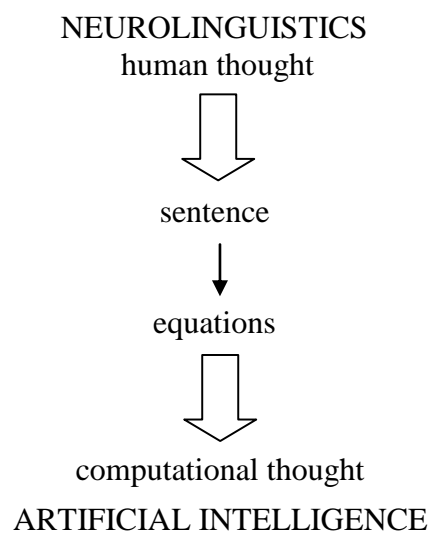 NEUROLINGUISTICS
human thought
sentence
equations
computational thought
ARTIFICIAL INTELLIGENCE